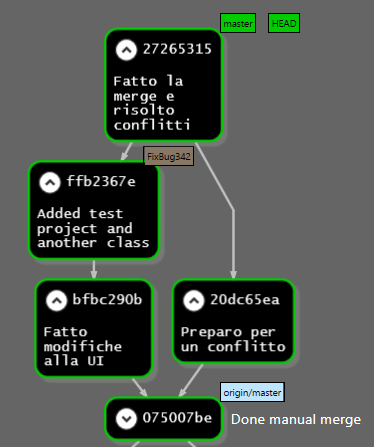 master HEAD
27265315
Fatto la
merge e
risolto
conflitti
FixBug342
ffb2367e
Added test
project and
another class
bfbc290b
Fatto
modifiche
alla UI
20dc65ea
Preparo per
un conflitto
origin/master
075007be
Done manual merge